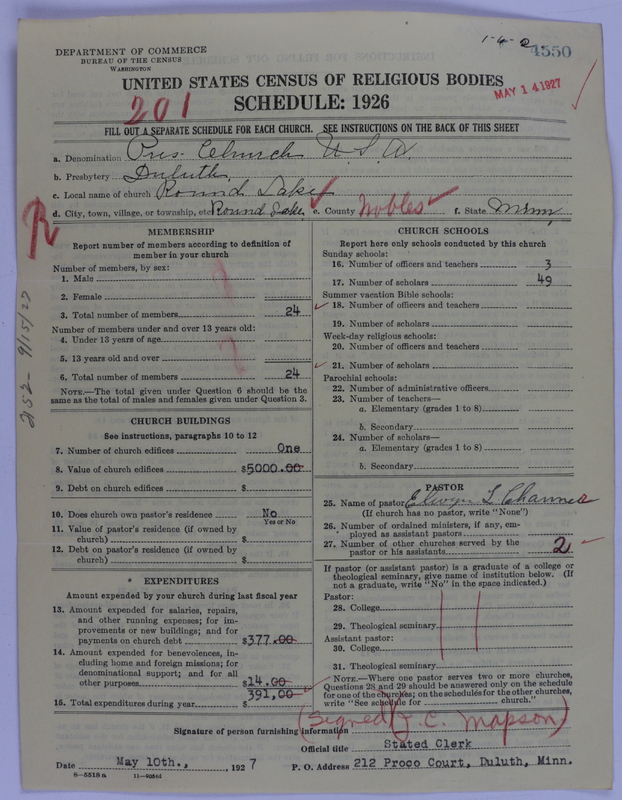 1-4-2
4550
DEPARTMENT OF COMMERCE
BUREAU OF THE CENSUS
WASHINGTON
UNITED STATES CENSUS OF RELIGIOUS BODIES
MAY 14 1927
201
SCHEDULE: 1926
FILL OUT A SEPARATE SCHEDULE FOR EACH CHURCH. SEE INSTRUCTIONS ON THE BACK OF THIS SHEET
a. Denomination Pres. Church U.S.A.
b. Presbytery Duluth
c. Local name of church Round Lake
d. City, town, village, or township, etc. Round Lake e. County Nobles f. State Minn,
R
2152- 9/15/27
MEMBERSHIP
Report number of members according to definition of
member in your church
Number of members, by sex:
1. Male
2. Female
3. Total number of members 24
Number of members under and over 13 years old:
4. Under 13 years of age
5. 13 years old and over
6. Total number of members 24
NOTE.—The total given under Question 6 should be the
same as the total of males and females given under Question 3.
CHURCH BUILDINGS
See instructions, paragraphs 10 to 12
7. Number of church edifices One
8. Value of church edifices $5000.00
9. Debt on church edifices $
10. Does church own pastor's residence No
Yes or No
11. Value of pastor's residence (if owned by
church) $
12. Debt on pastor's residence (if owned by
church) $
* EXPENDITURES
Amount expended by your church during last fiscal year
13. Amount expended for salaries, repairs,
and other running expenses; for im-
provements or new buildings; and for
payments on church debt $377.00
14. Amount expended for benevolences, in-
cluding home and foreign missions; for
denominational support; and for all
other purposes $14.00
15. Total expenditures during year $391.00
CHURCH SCHOOLS
Report here only schools conducted by this church
Sunday schools:
16. Number of officers and teachers 3
17. Number of scholars 49
Summer vacation Bible schools:
18. Number of officers and teachers
19. Number of scholars
Week-day religious schools:
20. Number of officers and teachers
21. Number of scholars
Parochial schools:
22. Number of administrative officers
23. Number of teachers—
a. Elementary (grades 1 to 8)
b. Secondary
24. Number of scholars—
a. Elementary (grades 1 to 8)
b. Secondary
PASTOR
25. Name of pastor Elwyn L Channer
(If church has no pastor, write "None")
26. Number of ordained ministers, if any, em-
ployed as assistant pastors
27. Number of other churches served by the
pastor or his assistants 2
If pastor (or assistant pastor) is a graduate of a college or
theological seminary, give name of institution below. (If
not a graduate, write "No" in the space indicated.)
Pastor:
28. College
29. Theological seminary
Assistant pastor:
30. College
31. Theological seminary
NOTE.—Where one pastor serves two or more churches,
Questions 28 and 29 should be answered only on the schedule
for one of the churches; on the schedules for the other churches,
write "See schedule for church."
Signature of person furnishing information (Signed J. C. Mapson)
Official title Stated Clerk
Date May 10th., 1927 P. O. Address 212 Proco Court, Duluth, Minn.
8—5518a